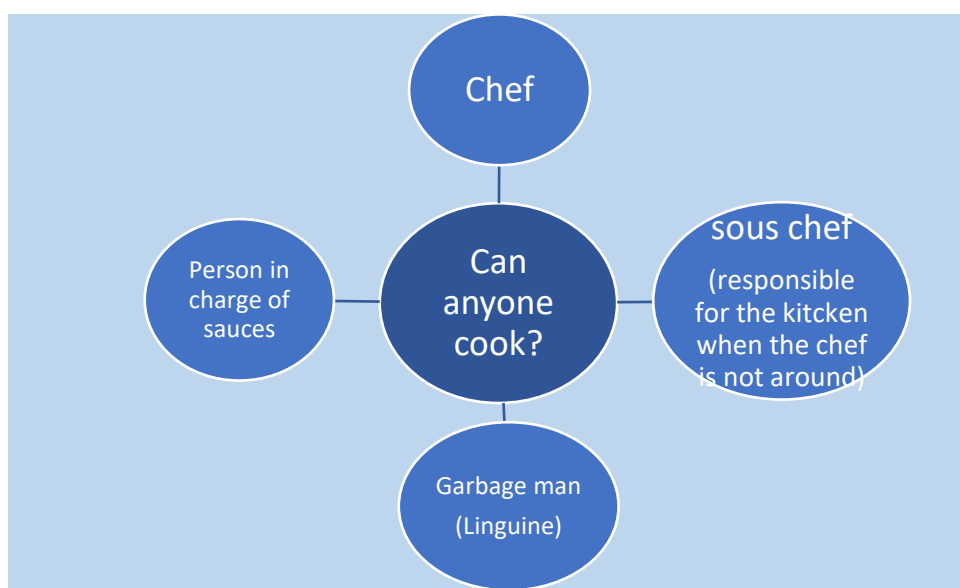 Chef
Can
anyone
cook?
sous chef
(responsible
for the kitcken
when the chef
is not around)
Person in
charge of
sauces
Garbage man
(Linguine)